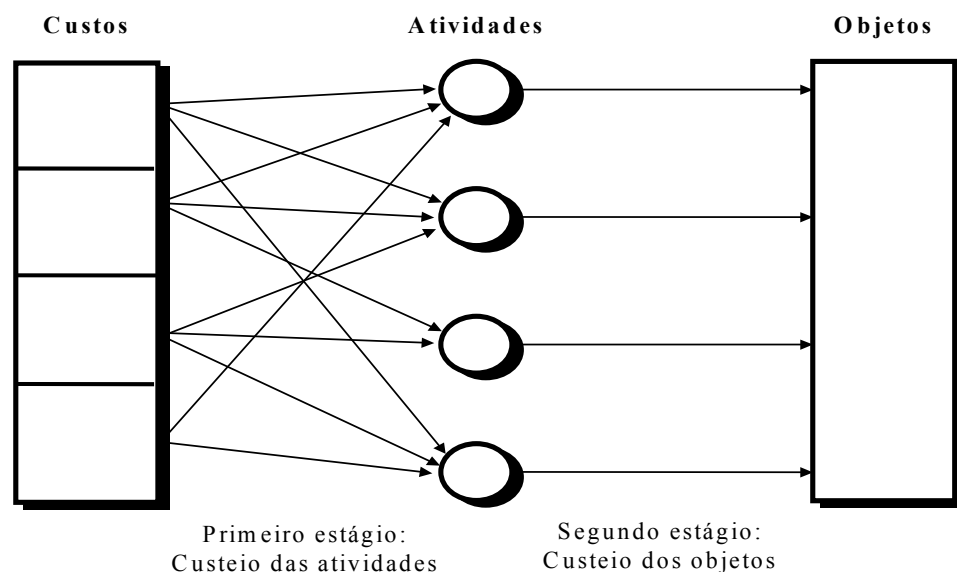 Custos
Atividades
Objetos
Primeiro estágio:
Custeio das atividades
Segundo estágio:
Custeio dos objetos